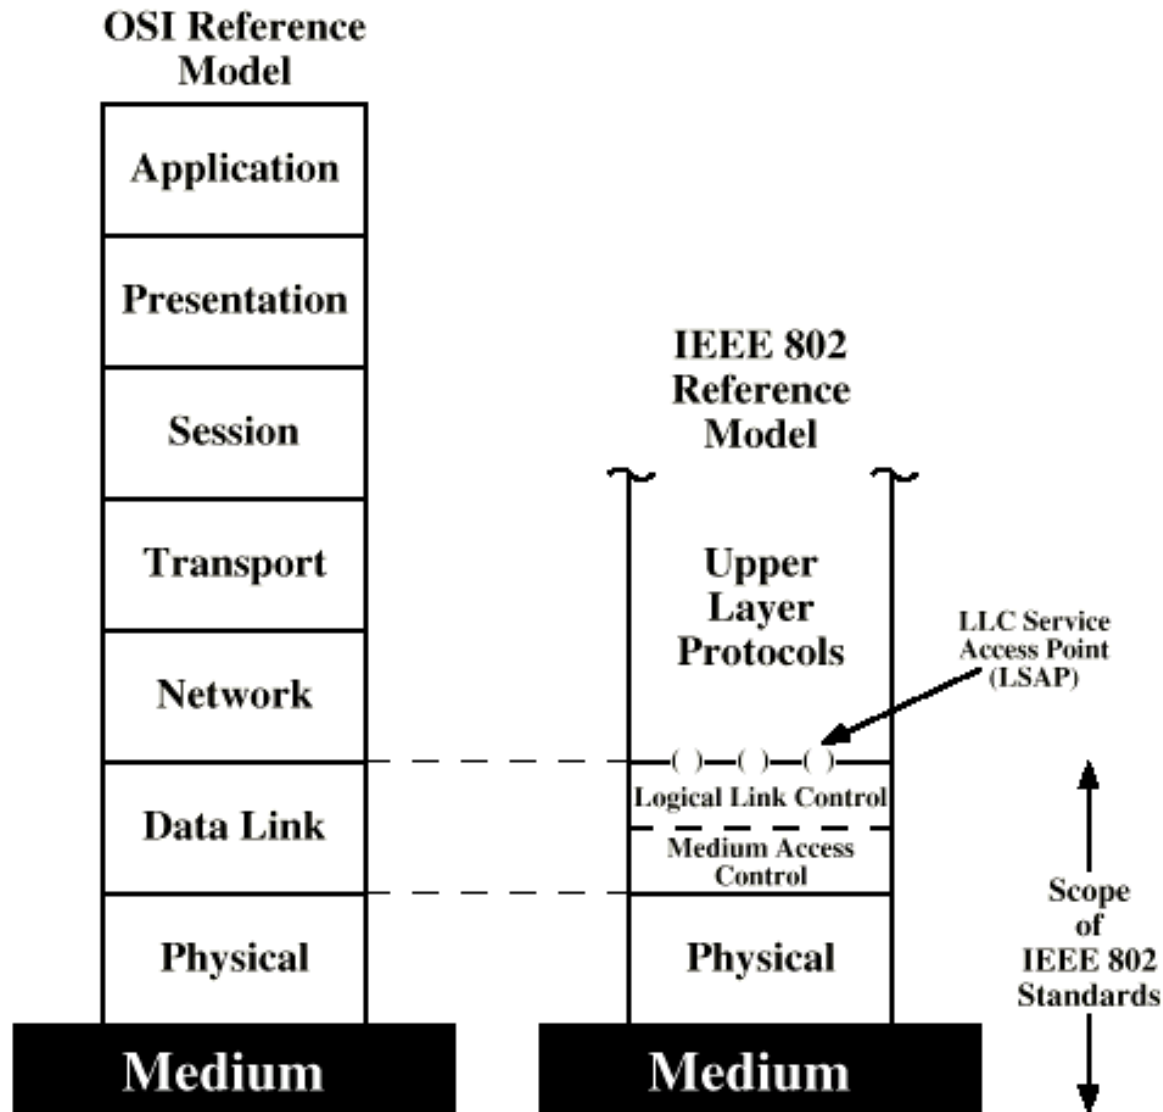 OSI Reference
Model
Application
Presentation
Session
Transport
Network
Data Link
Physical
Medium
IEEE 802
Reference
Model
Upper
Layer
Protocols
LLC Service
Access Point
(LSAP)
Logical Link Control
Medium Access
Control
Physical
Medium
Scope
of
IEEE 802
Standards